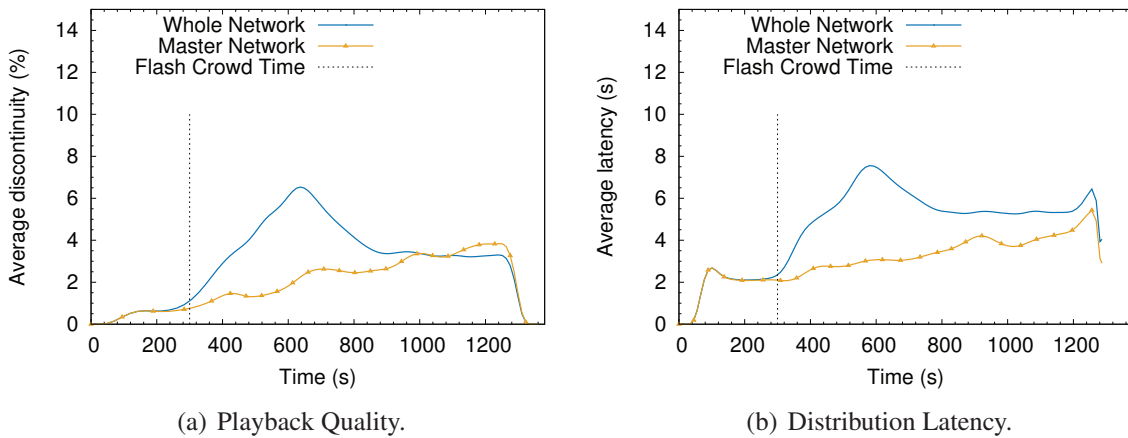 Whole Network
Master Network
Flash Crowd Time
Average discontinuity (%)
14
12
10
8
6
4
2
0
0 200 400 600 800 1000 1200
Time (s)
(a) Playback Quality.
Whole Network
Master Network
Flash Crowd Time
Average latency (s)
14
12
10
8
6
4
2
0
0 200 400 600 800 1000 1200
Time (s)
(b) Distribution Latency.